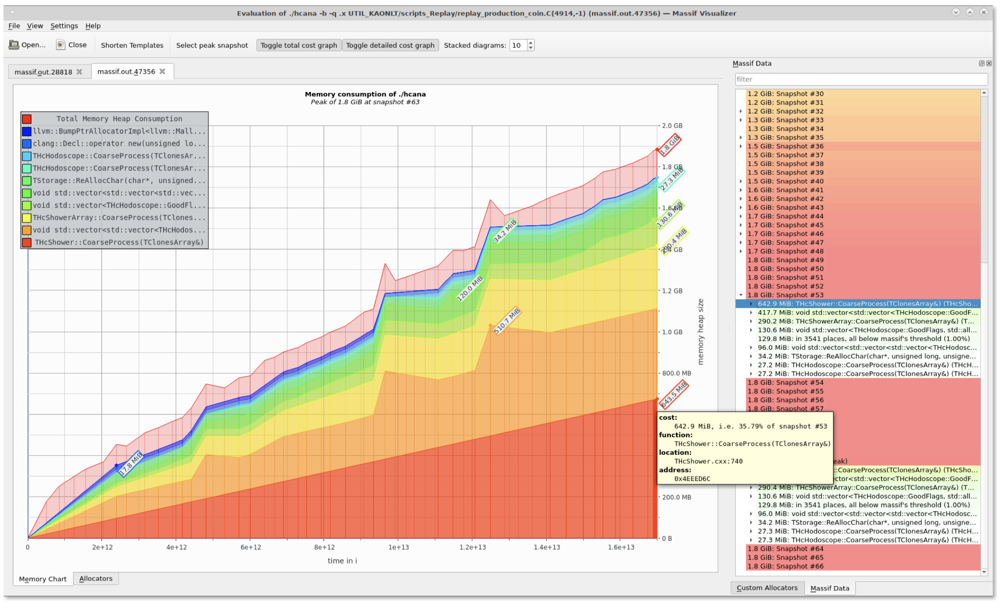 Evaluation of ./hcana -b -q .x UTIL_KAONLT/scripts_Replay/replay_production_coin.C(4914,-1) (massif.out.47356) — Massif Visualizer
File View Settings Help
Open... Close Shorten Templates Select peak snapshot Toggle total cost graph Toggle detailed cost graph Stacked diagrams: 10
massif.out.28818 massif.out.47356
Memory consumption of ./hcana
Peak of 1.8 GiB at snapshot #63
Total Memory Heap Consumption
llvm::BumpPtrAllocatorImpl<llvm::Mall...
clang::Decl::operator new(unsigned lo...
THcHodoscope::CoarseProcess(TClonesAr...
THcHodoscope::CoarseProcess(TClonesAr...
TStorage::ReAllocChar(char*, unsigned...
void std::vector<std::vector<std::vec...
void std::vector<THcHodoscope::GoodFl...
THcShowerArray::CoarseProcess(TClones...
void std::vector<std::vector<THcHodos...
THcShower::CoarseProcess(TClonesArray&)
2.0 GB
1.8 GB
1.6 GB
1.4 GB
1.2 GB
1.0 GB
800.0 MB
200.0 MB
0 B
1.8 GiB
27.3 MiB
130.6 MiB
290.4 MiB
34.2 MiB
120.0 MiB
510.7 MiB
643.5 MiB
17.8 MiB
memory heap size
0 2e+12 4e+12 6e+12 8e+12 1e+13 1.2e+13 1.4e+13 1.6e+13
time in i
Memory Chart Allocators
Massif Data
filter
1.2 GiB: Snapshot #30
1.2 GiB: Snapshot #31
1.2 GiB: Snapshot #32
1.3 GiB: Snapshot #33
1.3 GiB: Snapshot #34
1.3 GiB: Snapshot #35
1.5 GiB: Snapshot #36
1.5 GiB: Snapshot #37
1.5 GiB: Snapshot #38
1.5 GiB: Snapshot #39
1.5 GiB: Snapshot #40
1.6 GiB: Snapshot #41
1.6 GiB: Snapshot #42
1.6 GiB: Snapshot #43
1.7 GiB: Snapshot #44
1.7 GiB: Snapshot #45
1.7 GiB: Snapshot #46
1.7 GiB: Snapshot #47
1.7 GiB: Snapshot #48
1.8 GiB: Snapshot #49
1.8 GiB: Snapshot #50
1.8 GiB: Snapshot #51
1.8 GiB: Snapshot #52
1.8 GiB: Snapshot #53
642.9 MiB: THcShower::CoarseProcess(TClonesArray&) (THcSho...
417.7 MiB: void std::vector<std::vector<THcHodoscope::GoodF...
290.2 MiB: THcShowerArray::CoarseProcess(TClonesArray&) (T...
130.6 MiB: void std::vector<THcHodoscope::GoodFlags, std::all...
129.8 MiB: in 3541 places, all below massif's threshold (1.00%)
96.0 MiB: void std::vector<std::vector<std::vector<THcHodosc...
34.2 MiB: TStorage::ReAllocChar(char*, unsigned long, unsigne...
27.2 MiB: THcHodoscope::CoarseProcess(TClonesArray&) (THcH...
27.2 MiB: THcHodoscope::CoarseProcess(TClonesArray&) (THcH...
1.8 GiB: Snapshot #54
1.8 GiB: Snapshot #55
1.8 GiB: Snapshot #56
1.8 GiB: Snapshot #57
cost:
642.9 MiB, i.e. 35.79% of snapshot #53
function:
THcShower::CoarseProcess(TClonesArray&)
location:
THcShower.cxx:740
address:
0x4EEED6C
eak)
::CoarseProcess(TClonesArray&) (THcSho...
ector<std::vector<THcHodoscope::GoodF...
290.4 MiB: THcShowerArray::CoarseProcess(TClonesArray&) (T...
130.6 MiB: void std::vector<THcHodoscope::GoodFlags, std::all...
129.8 MiB: in 3541 places, all below massif's threshold (1.00%)
96.0 MiB: void std::vector<std::vector<std::vector<THcHodosc...
34.2 MiB: TStorage::ReAllocChar(char*, unsigned long, unsigne...
27.3 MiB: THcHodoscope::CoarseProcess(TClonesArray&) (THcH...
27.3 MiB: THcHodoscope::CoarseProcess(TClonesArray&) (THcH...
1.8 GiB: Snapshot #64
1.8 GiB: Snapshot #65
1.8 GiB: Snapshot #66
Custom Allocators Massif Data